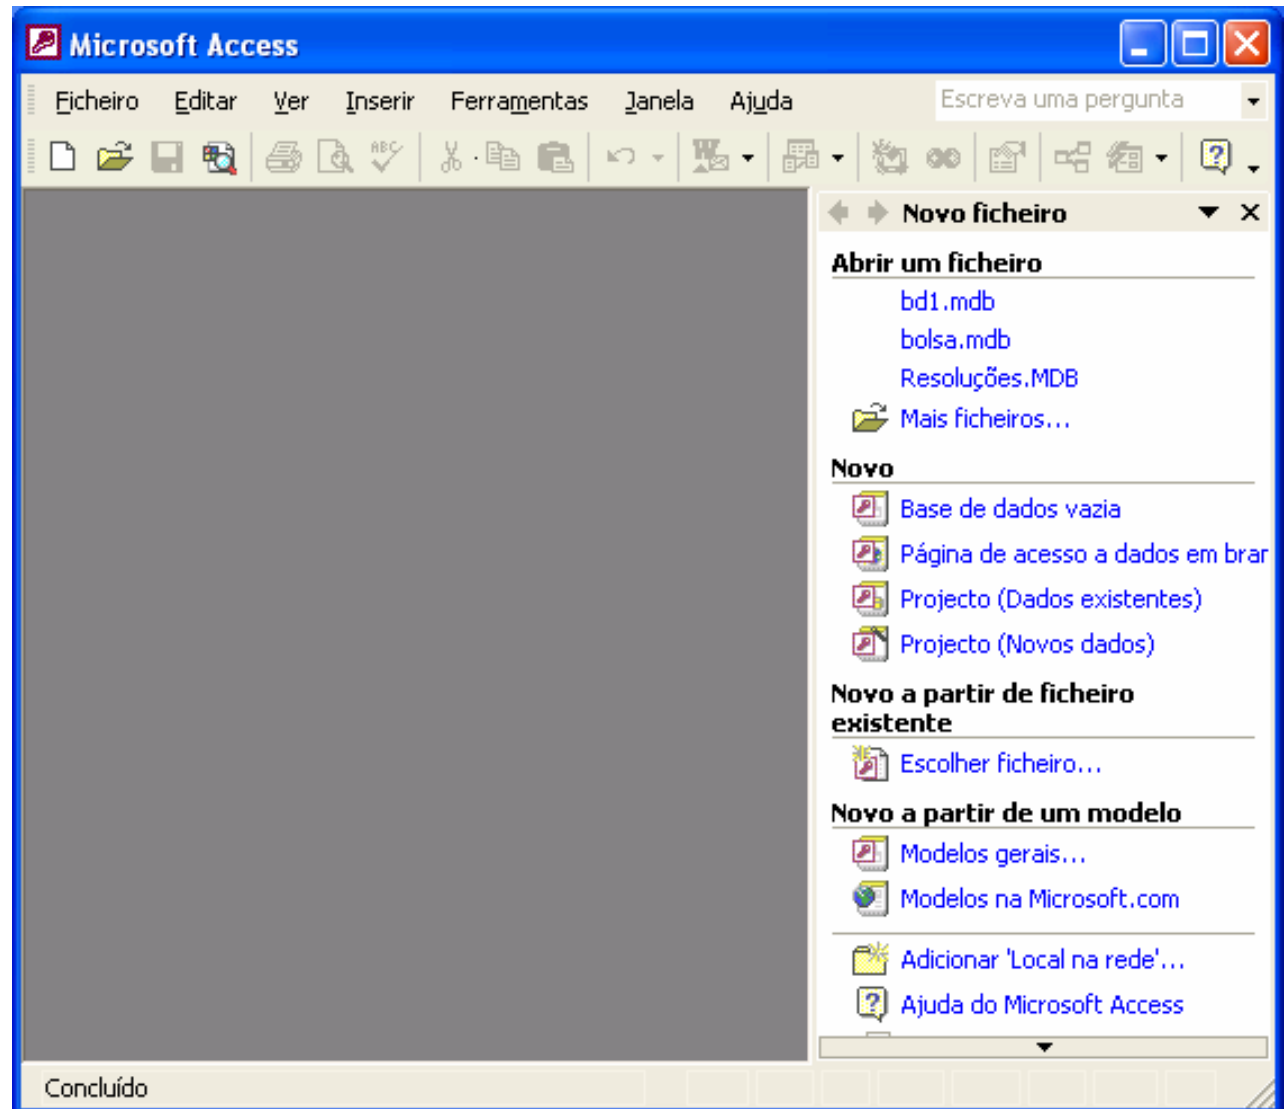 Microsoft Access
Ficheiro Editar Ver Inserir Ferramentas Janela Ajuda Escreva uma pergunta
Novo ficheiro
Abrir um ficheiro
bd1.mdb
bolsa.mdb
Resoluções.MDB
Mais ficheiros...
Novo
Base de dados vazia
Página de acesso a dados em brar
Projecto (Dados existentes)
Projecto (Novos dados)
Novo a partir de ficheiro
existente
Escolher ficheiro...
Novo a partir de um modelo
Modelos gerais...
Modelos na Microsoft.com
Adicionar 'Local na rede'...
Ajuda do Microsoft Access
Concluído